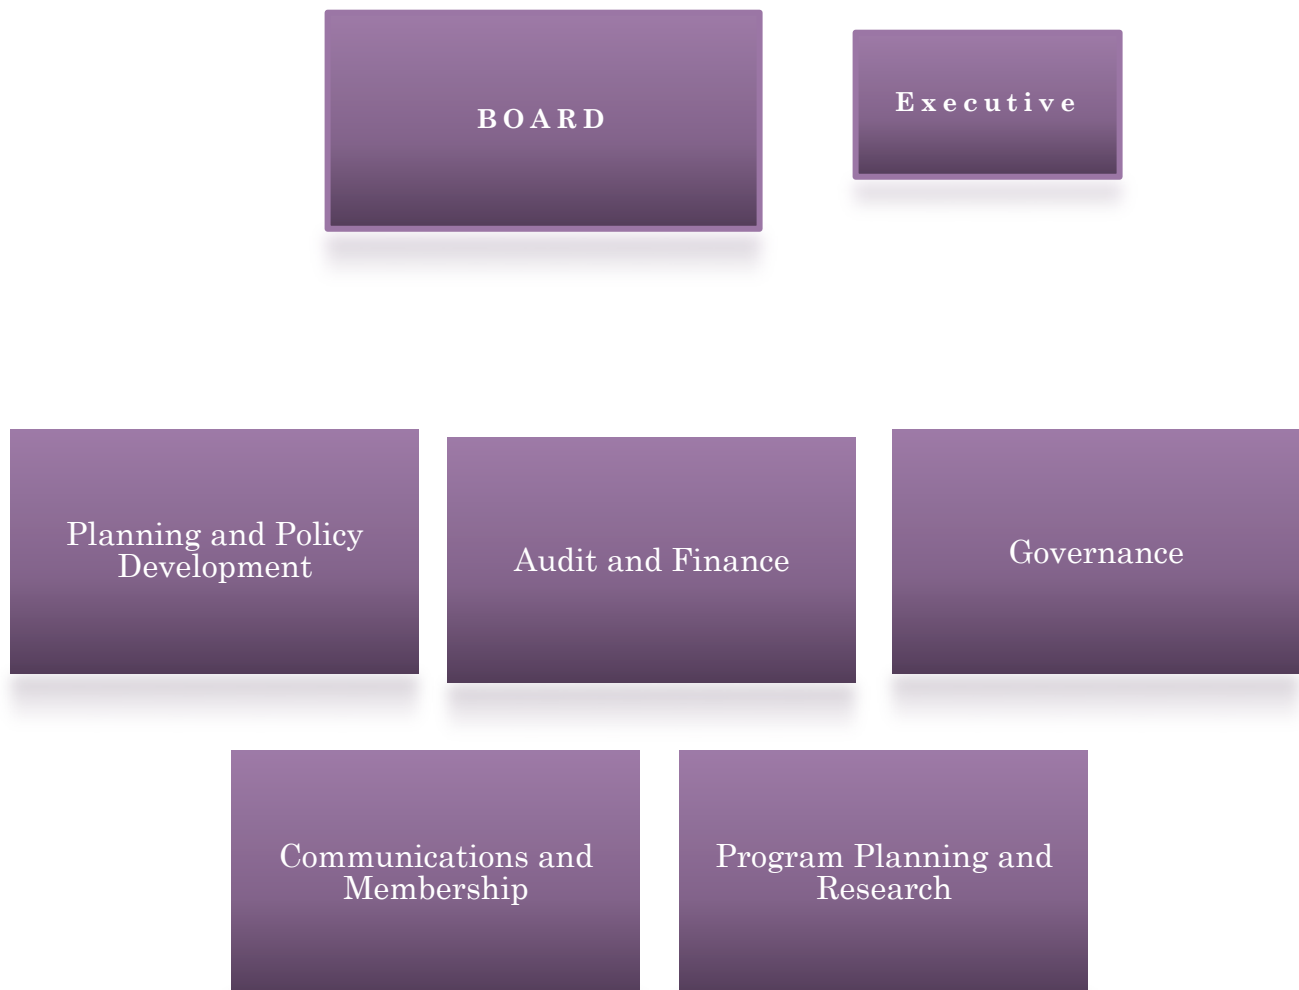 BOARD
Executive
Planning and Policy
Development
Audit and Finance
Governance
Communications and
Membership
Program Planning and
Research